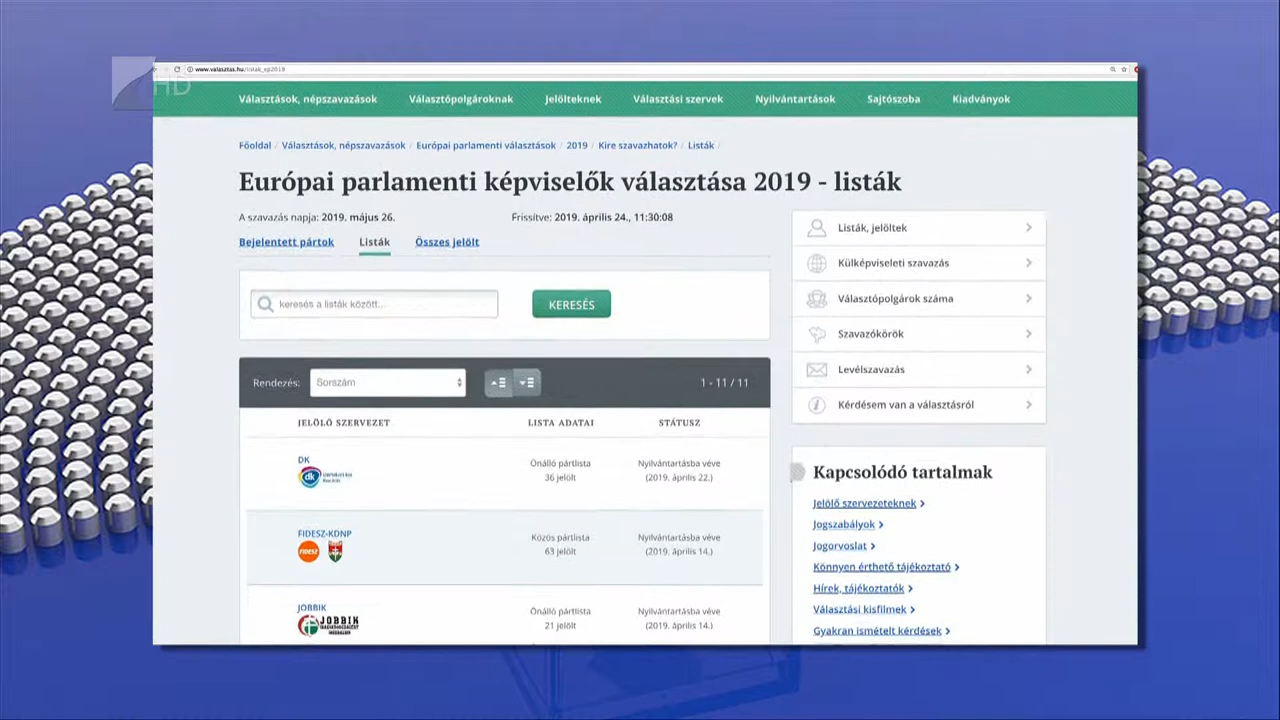 HD
www.valasztas.hu/listak_ep2019
Választások, népszavazások Választópolgároknak Jelölteknek Választási szervek Nyilvántartások Sajtószoba Kiadványok
Főoldal / Választások, népszavazások / Európai parlamenti választások / 2019 / Kire szavazhatok? / Listák /
Európai parlamenti képviselők választása 2019 - listák
A szavazás napja: 2019. május 26. Frissítve: 2019. április 24., 11:30:08
Bejelentett pártok Listák Összes jelölt
keresés a listák között... KERESÉS
Rendezés: Sorszám 1 - 11 / 11
JELÖLŐ SZERVEZET LISTA ADATAI STÁTUSZ
DK
dk
Önálló pártlista Nyilvántartásba véve
36 jelölt (2019. április 22.)
FIDESZ-KDNP
FIDESZ
Közös pártlista Nyilvántartásba véve
63 jelölt (2019. április 14.)
JOBBIK
JOBBIK
Önálló pártlista Nyilvántartásba véve
21 jelölt (2019. április 14.)
Listák, jelöltek
Külképviseleti szavazás
Választópolgárok száma
Szavazókörök
Levélszavazás
Kérdésem van a választásról
Kapcsolódó tartalmak
Jelölő szervezeteknek
Jogszabályok
Jogorvoslat
Könnyen érthető tájékoztató
Hírek, tájékoztatók
Választási kisfilmek
Gyakran ismételt kérdések